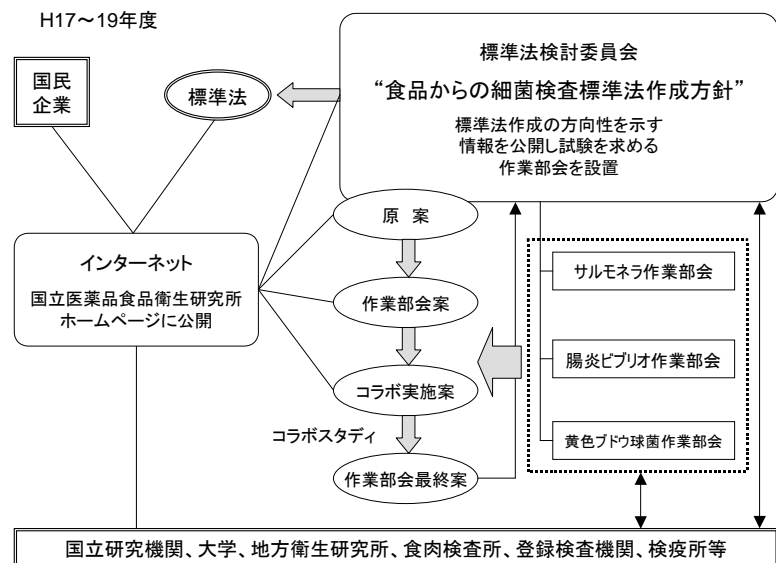 H17～19年度
国民
企業
標準法
標準法検討委員会
“食品からの細菌検査標準法作成方針”
標準法作成の方向性を示す
情報を公開し試験を求める
作業部会を設置
原　案
インターネット
国立医薬品食品衛生研究所
ホームページに公開
作業部会案
サルモネラ作業部会
腸炎ビブリオ作業部会
コラボ実施案
コラボスタディ
黄色ブドウ球菌作業部会
作業部会最終案
国立研究機関、大学、地方衛生研究所、食肉検査所、登録検査機関、検疫所等